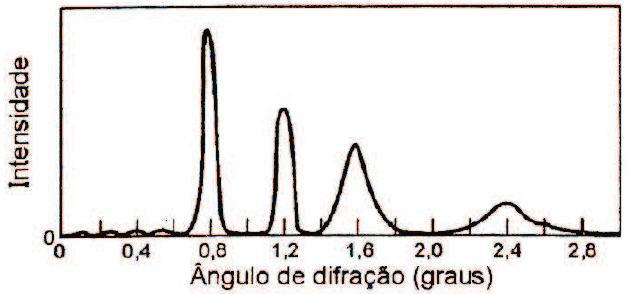 Intensidade
0
0 0,4 0,8 1,2 1,6 2,0 2,4 2,8
Ângulo de difração (graus)